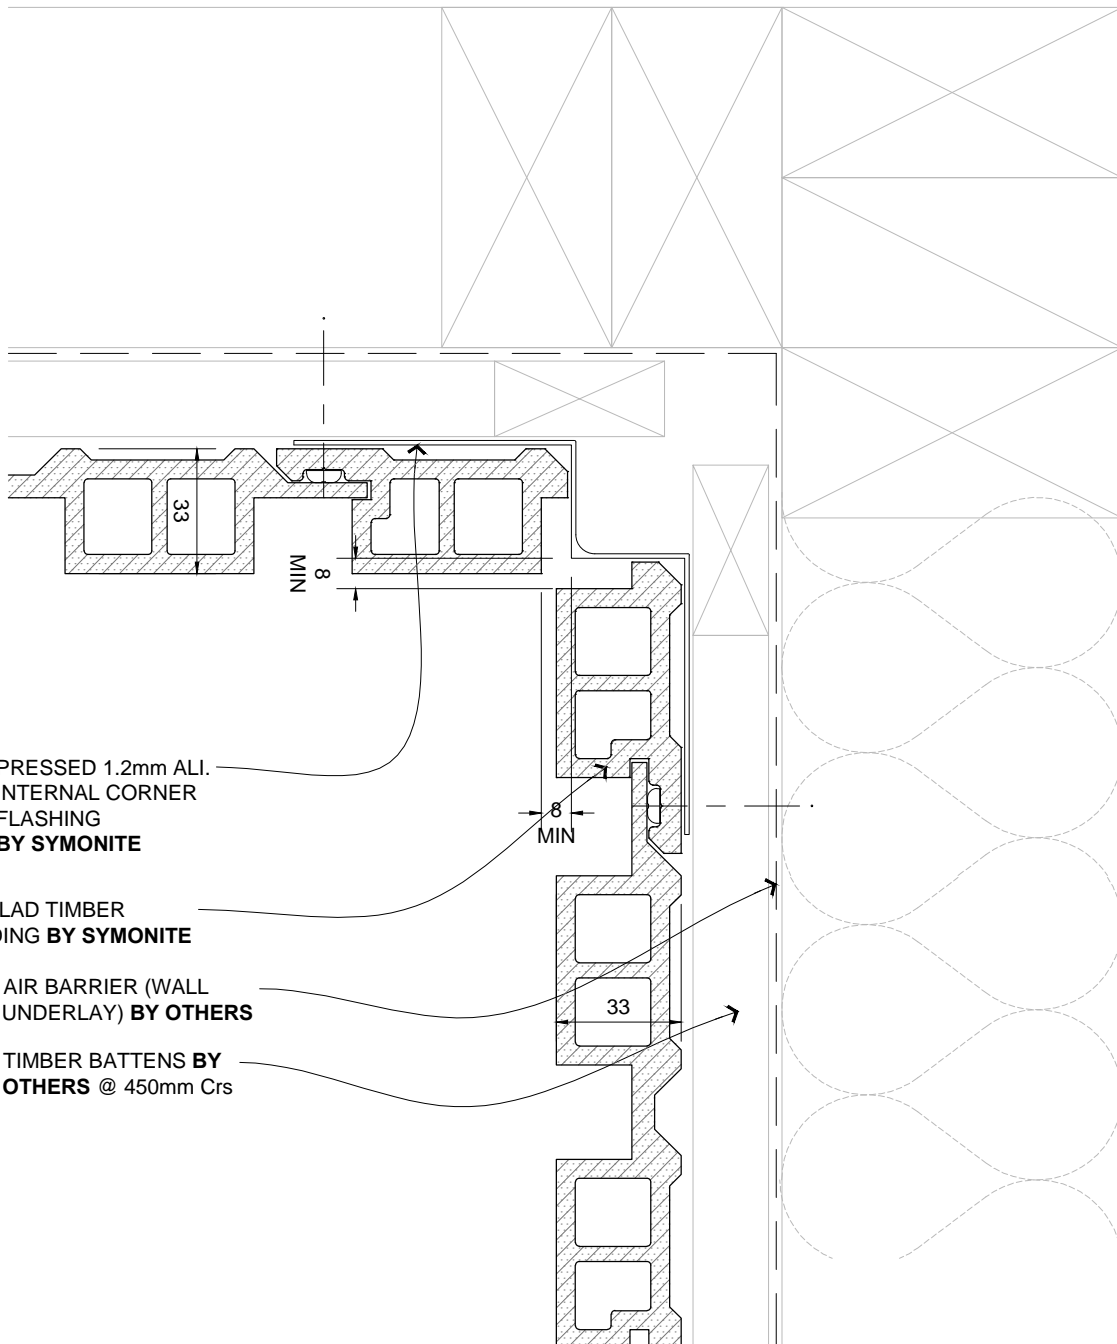 33
8
MIN
PRESSED 1.2mm ALI.
INTERNAL CORNER
FLASHING
BY SYMONITE
8
MIN
LAD TIMBER
DING BY SYMONITE
AIR BARRIER (WALL
UNDERLAY) BY OTHERS
33
TIMBER BATTENS BY
OTHERS @ 450mm Crs